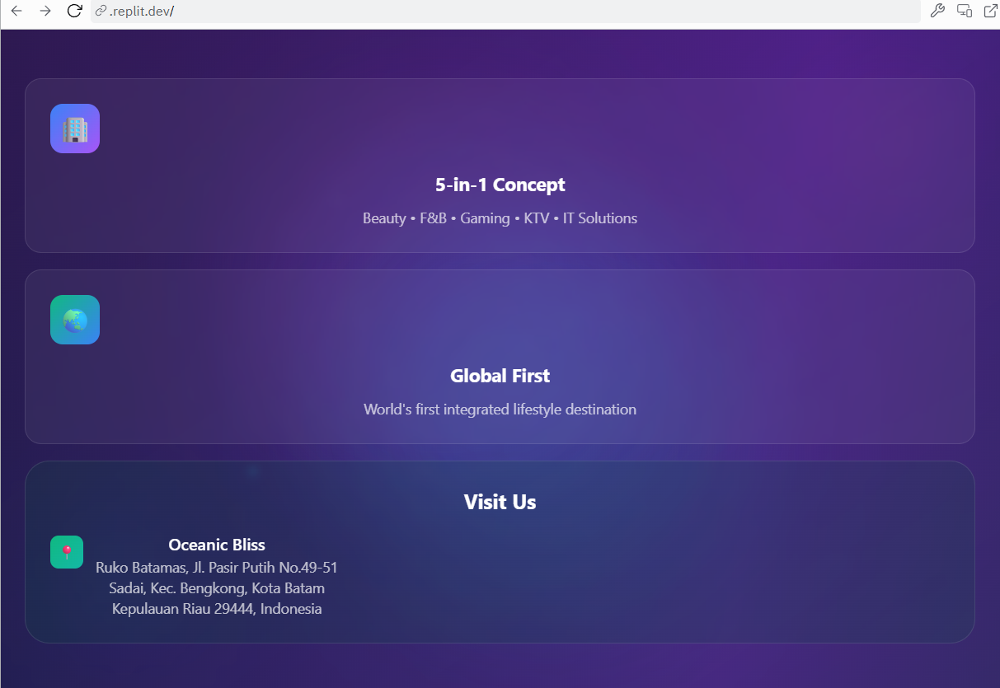 .replit.dev/
5-in-1 Concept
Beauty • F&B • Gaming • KTV • IT Solutions
Global First
World's first integrated lifestyle destination
Visit Us
Oceanic Bliss
Ruko Batamas, Jl. Pasir Putih No.49-51
Sadai, Kec. Bengkong, Kota Batam
Kepulauan Riau 29444, Indonesia